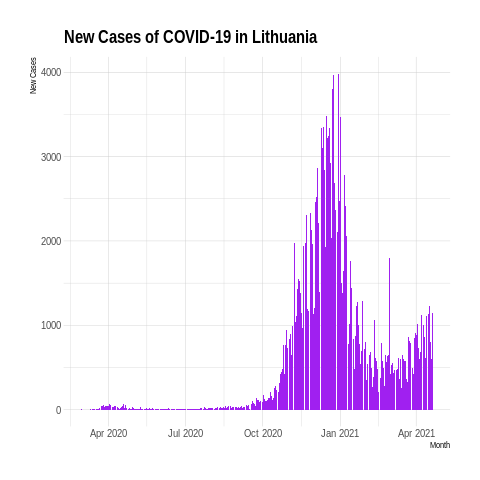 New Cases of COVID-19 in Lithuania
New Cases
4000
3000
2000
1000
0
Apr 2020
Jul 2020
Oct 2020
Jan 2021
Apr 2021
Month